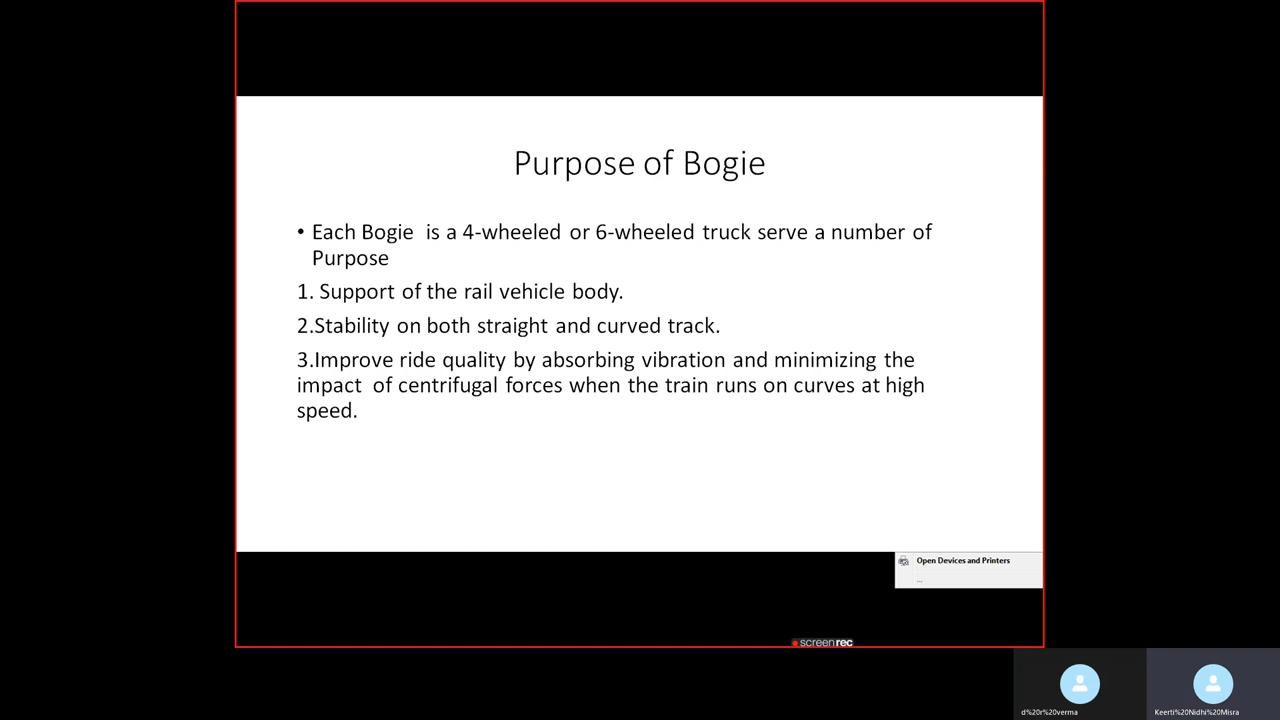 Purpose of Bogie
• Each Bogie is a 4-wheeled or 6-wheeled truck serve a number of
Purpose
1. Support of the rail vehicle body.
2.Stability on both straight and curved track.
3.Improve ride quality by absorbing vibration and minimizing the
impact of centrifugal forces when the train runs on curves at high
speed.
Open Devices and Printers
...
screenrec
d%20r%20verma
Keerti%20Nidhi%20Misra